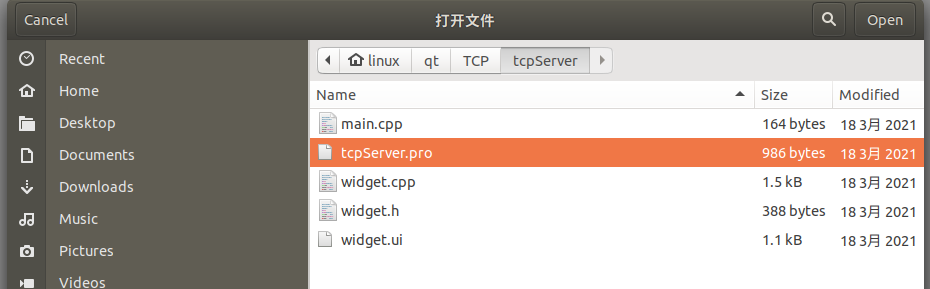 Cancel 打开文件 Open
Recent
Home
Desktop
Documents
Downloads
Music
Pictures
Videos
linux qt TCP tcpServer
Name Size Modified
main.cpp 164 bytes 18 3月 2021
tcpServer.pro 986 bytes 18 3月 2021
widget.cpp 1.5 kB 18 3月 2021
widget.h 388 bytes 18 3月 2021
widget.ui 1.1 kB 18 3月 2021